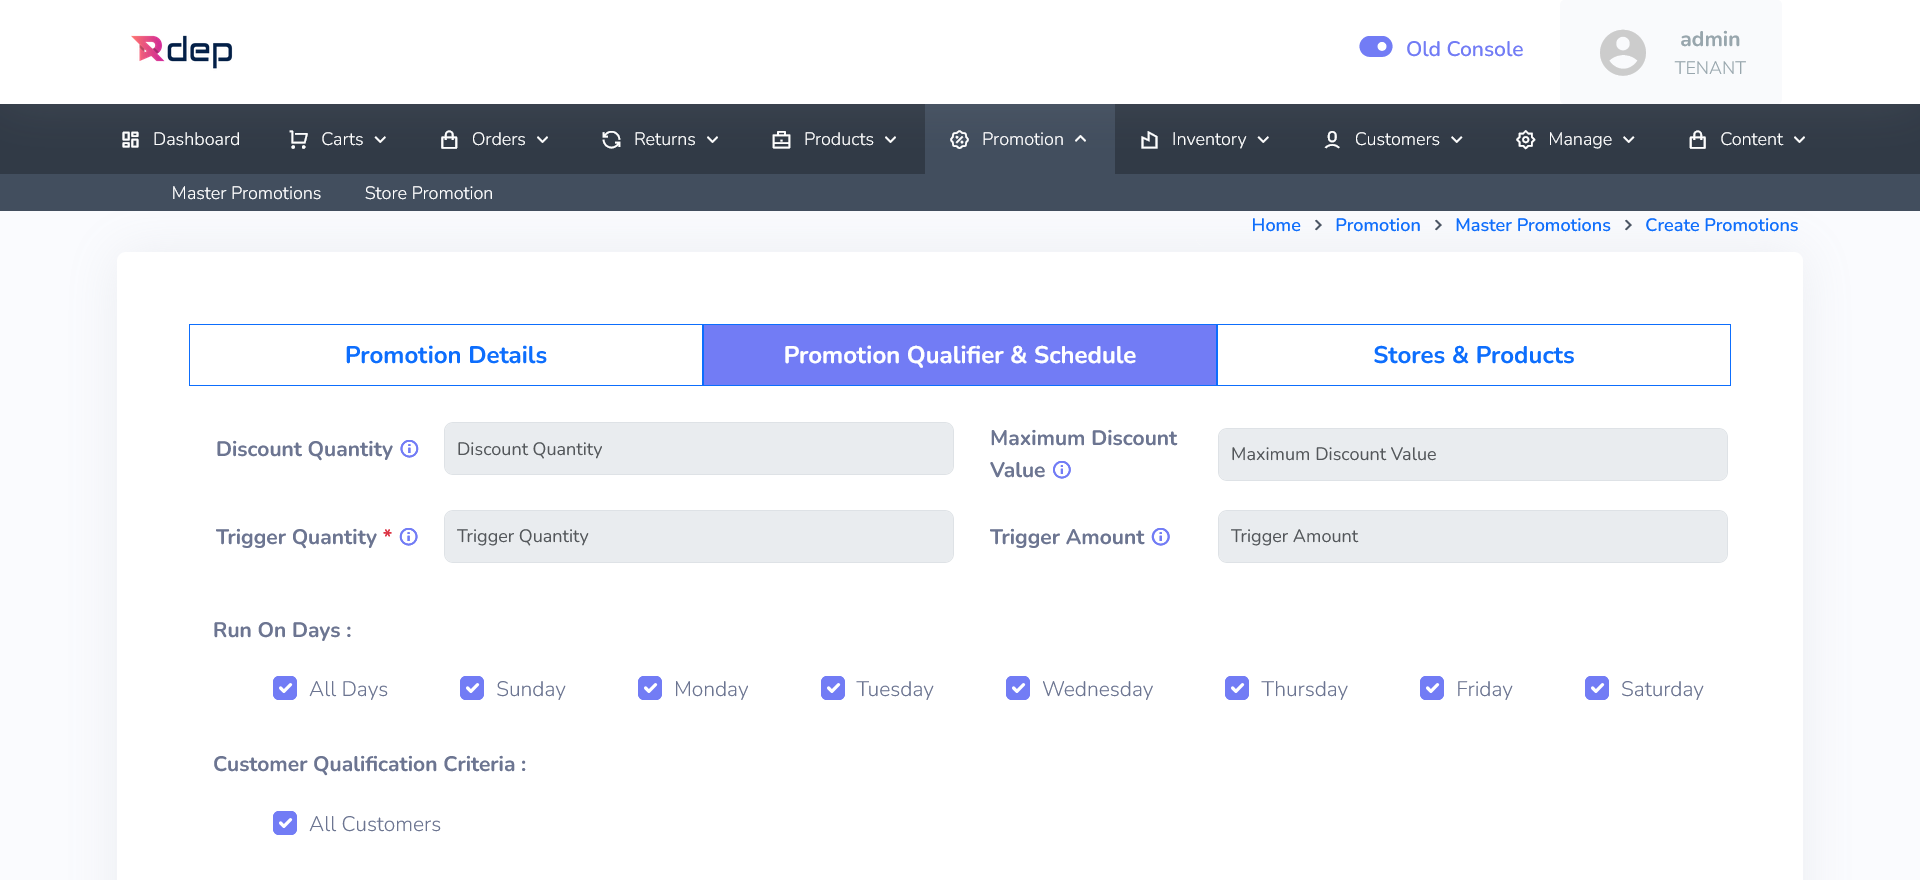 Rdep
Old Console
admin
TENANT
Dashboard Carts Orders Returns Products Promotion Inventory Customers Manage Content
Master Promotions Store Promotion
Home > Promotion > Master Promotions > Create Promotions
Promotion Details Promotion Qualifier & Schedule Stores & Products
Discount Quantity Discount Quantity
Maximum Discount
Value Maximum Discount Value
Trigger Quantity * Trigger Quantity
Trigger Amount Trigger Amount
Run On Days :
All Days Sunday Monday Tuesday Wednesday Thursday Friday Saturday
Customer Qualification Criteria :
All Customers